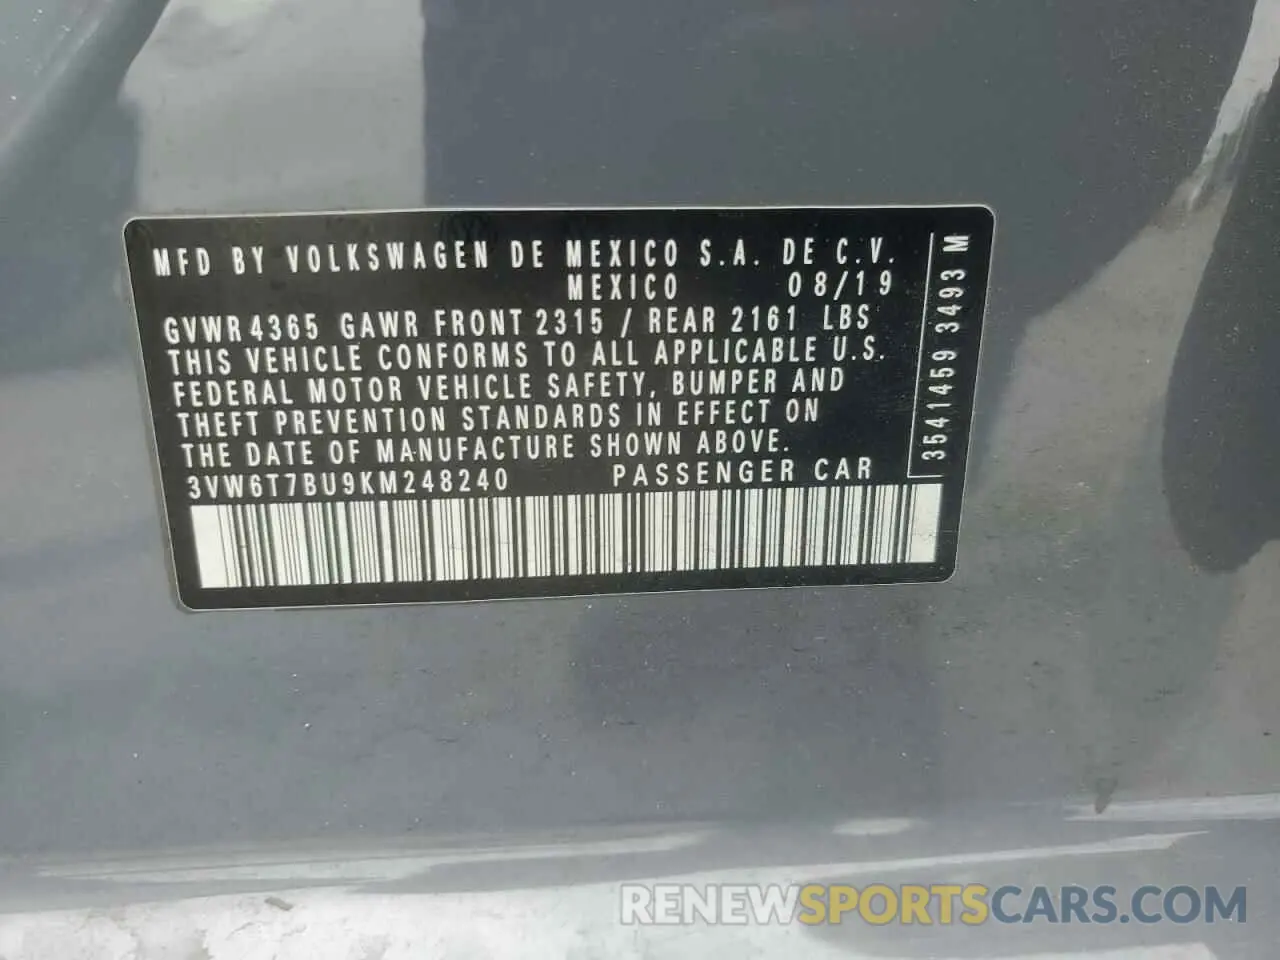 MFD BY VOLKSWAGEN DE MEXICO S.A. DE C.V.
MEXICO 08/19
GVWR 4365 GAWR FRONT 2315 / REAR 2161 LBS
THIS VEHICLE CONFORMS TO ALL APPLICABLE U.S.
FEDERAL MOTOR VEHICLE SAFETY, BUMPER AND
THEFT PREVENTION STANDARDS IN EFFECT ON
THE DATE OF MANUFACTURE SHOWN ABOVE.
3VW6T7BU9KM248240 PASSENGER CAR
3541459 3493 M
RENEWSPORTSCARS.COM